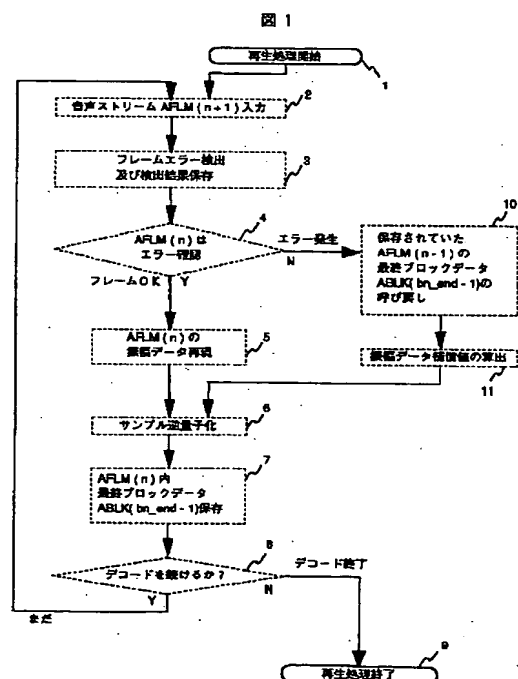 図 1
再生処理開始
1
音声ストリーム AFLM (n + 1) 入力
2
フレームエラー検出
及び検出結果保存
3
AFLM (n) は
エラー確認
4
エラー発生
N
フレームOK
Y
保存されていた
AFLM (n - 1) の
最終ブロックデータ
ABLK( bn_end - 1)の
呼び戻し
10
AFLM (n) の
振幅データ再現
5
振幅データ補償値の算出
11
サンプル逆量子化
6
AFLM (n) 内
最終ブロックデータ
ABLK( bn_end - 1)保存
7
デコードを続けるか？
8
デコード終了
N
Y
まだ
再生処理終了
9